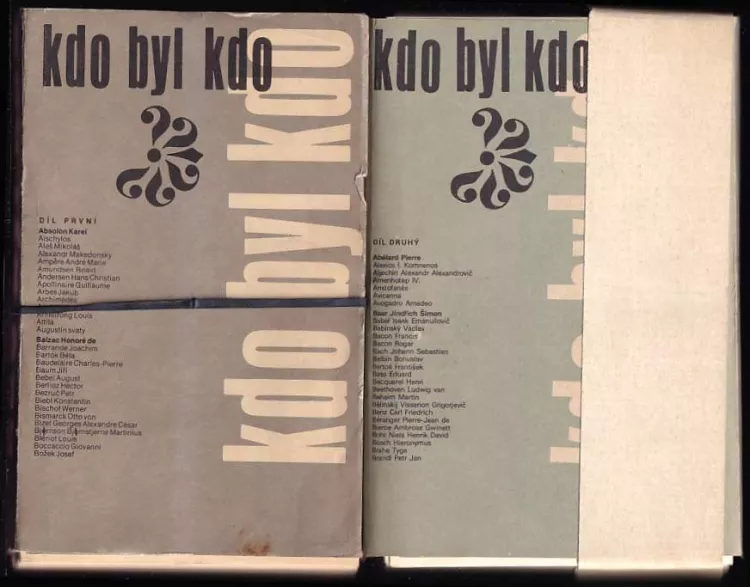 kdo byl kdo
kdo byl kdo
DÍL PRVNÍ
Absolon Karel
Aischylos
Aleš Mikoláš
Alexandr Makedonský
Ampère André Marie
Amundsen Roald
Andersen Hans Christian
Apollinaire Guillaume
Arbes Jakub
Archimedes
Armstrong Louis
Attila
Augustin svatý
Balzac Honoré de
Barrande Joachim
Bartók Béla
Baudelaire Charles-Pierre
Baum Jiří
Bebel August
Berlioz Hector
Bezruč Petr
Biebl Konstantin
Bischof Werner
Bismarck Otto von
Bizet Georges Alexandre César
Bjørnson Bjørnstjerne Martinius
Blériot Louis
Boccaccio Giovanni
Božek Josef
kdo byl kdo
DÍL DRUHÝ
Abélard Pierre
Alexios I. Komnenos
Aljechin Alexandr Alexandrovič
Amenhotep IV.
Aristofanés
Avicenna
Avogadro Amadeo
Baar Jindřich Šimon
Babel Isaak Emanuilovič
Babinský Václav
Bacon Francis
Bacon Roger
Bach Johann Sebastian
Balbín Bohuslav
Bartoš František
Bass Eduard
Becquerel Henri
Beethoven Ludwig van
Behaim Martin
Bělinskij Vissarion Grigorjevič
Benz Carl Friedrich
Béranger Pierre-Jean de
Bierce Ambrose Gwinett
Bohr Niels Henrik David
Bosch Hieronymus
Brahe Tyge
Brandl Petr Jan